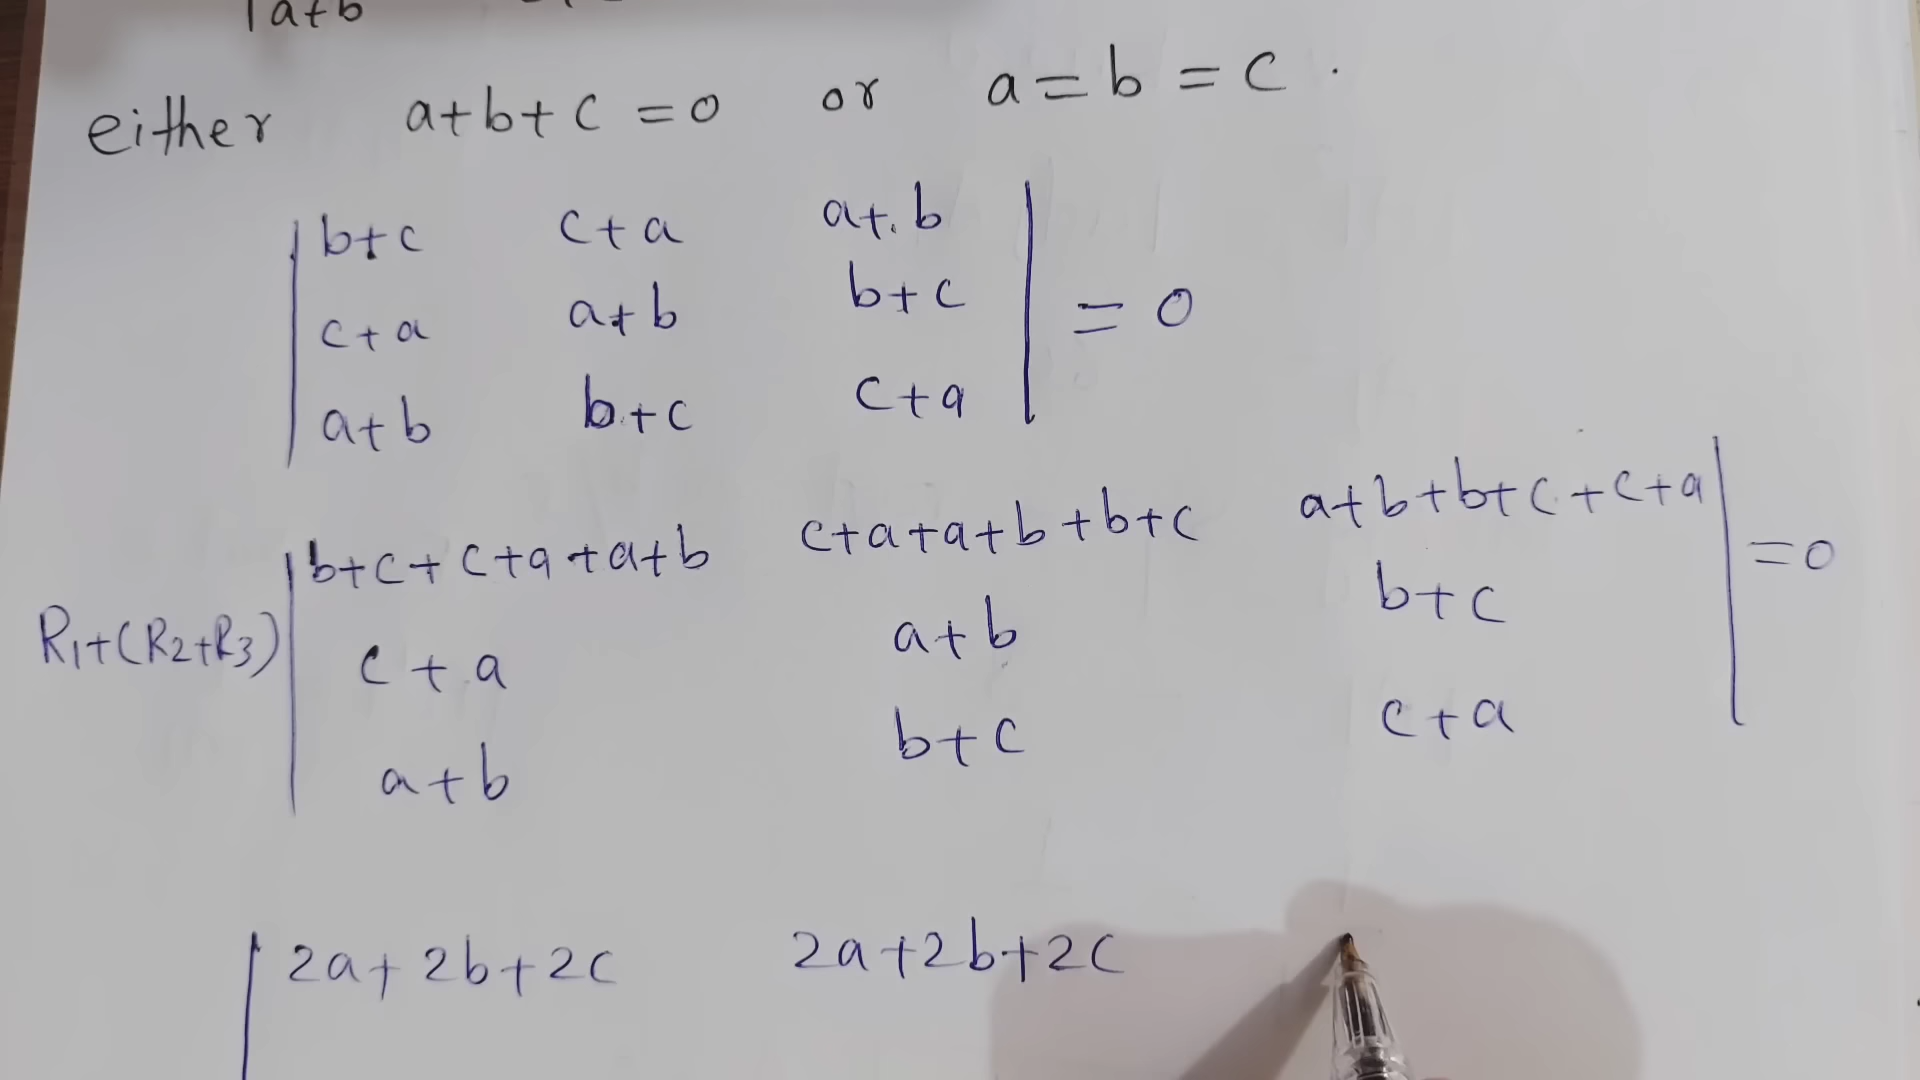 a+b
either a+b+c=0 or a=b=c.
b+c c+a a+b
c+a a+b b+c = 0
a+b b+c c+a
b+c+c+a+a+b c+a+a+b+b+c a+b+b+c+c+a
R1+(R2+R3) c+a a+b b+c =0
a+b b+c c+a
2a+2b+2c 2a+2b+2c